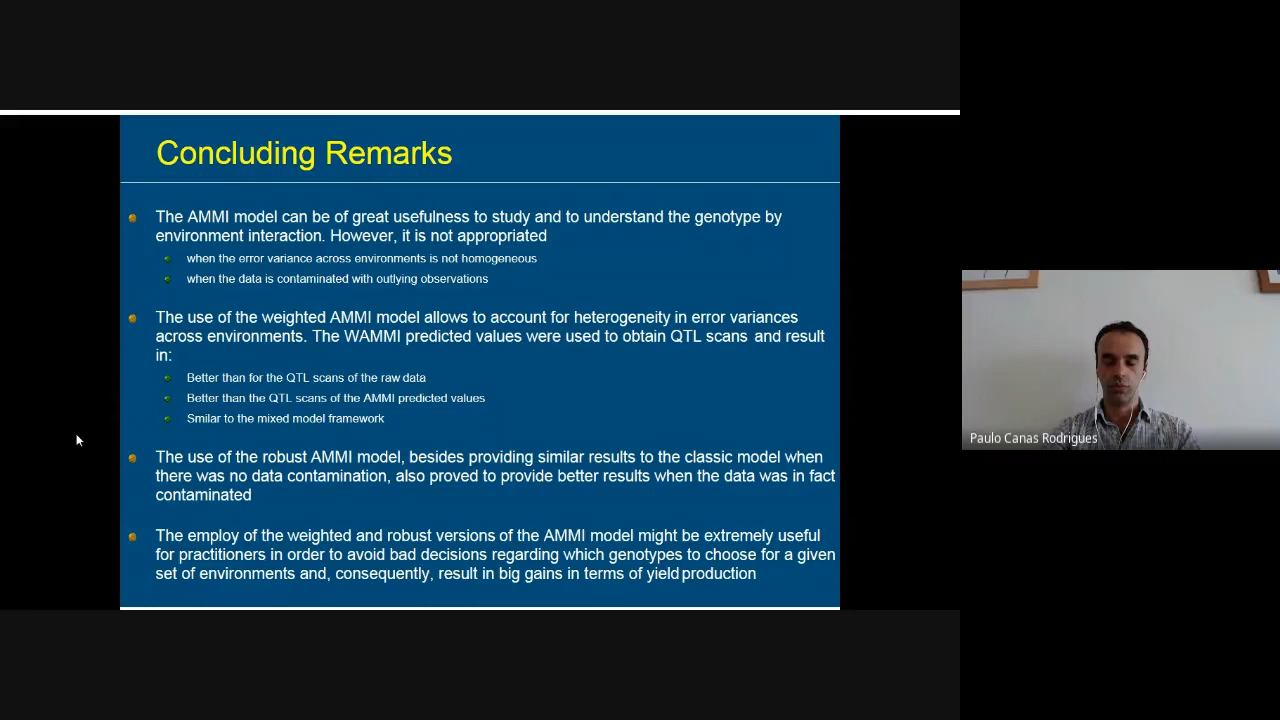 Concluding Remarks
The AMMI model can be of great usefulness to study and to understand the genotype by
environment interaction. However, it is not appropriated
when the error variance across environments is not homogeneous
when the data is contaminated with outlying observations
The use of the weighted AMMI model allows to account for heterogeneity in error variances
across environments. The WAMMI predicted values were used to obtain QTL scans and result
in:
Better than for the QTL scans of the raw data
Better than the QTL scans of the AMMI predicted values
Similar to the mixed model framework
The use of the robust AMMI model, besides providing similar results to the classic model when
there was no data contamination, also proved to provide better results when the data was in fact
contaminated
The employ of the weighted and robust versions of the AMMI model might be extremely useful
for practitioners in order to avoid bad decisions regarding which genotypes to choose for a given
set of environments and, consequently, result in big gains in terms of yield production
Paulo Canas Rodrigues